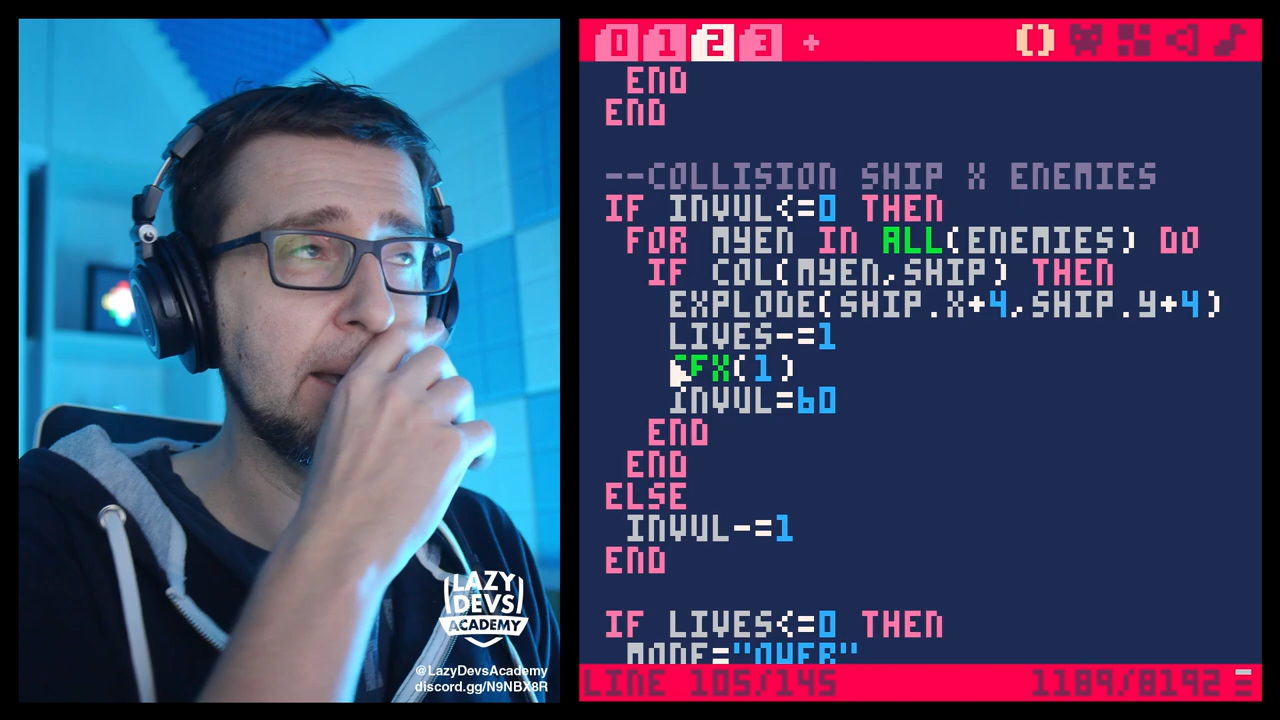 0 1 2 3 +
END
END
--COLLISION SHIP X ENEMIES
IF INVUL<=0 THEN
FOR MYEN IN ALL(ENEMIES) DO
IF COL(MYEN,SHIP) THEN
EXPLODE(SHIP.X+4,SHIP.Y+4)
LIVES-=1
SFX(1)
INVUL=60
END
END
ELSE
INVUL-=1
END
IF LIVES<=0 THEN
MODE="OVER"
LINE 105/145 1189/8192
LAZY
DEVS
ACADEMY
@LazyDevsAcademy
discord.gg/N9NBX8R